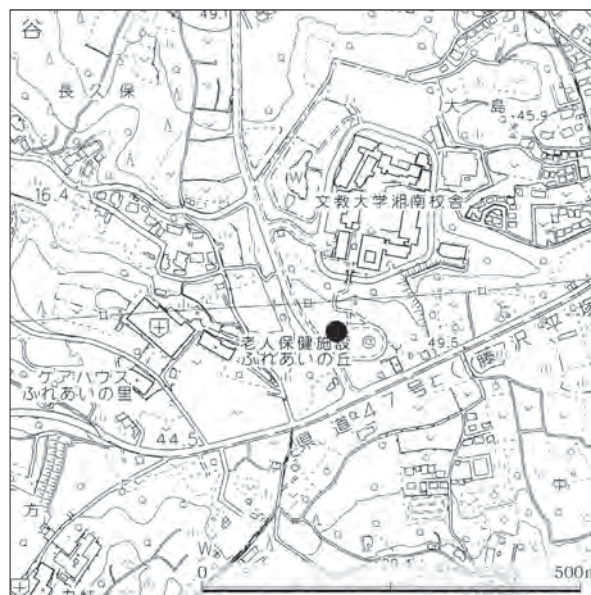 谷
49.1
長久保
大島
45.9
16.4
W
文教大学湘南校舎
老人保健施設
ふれあいの丘
49.5
藤沢平塚
ケアハウス
ふれあいの里
県道47号
44.5
方
W
0
500m